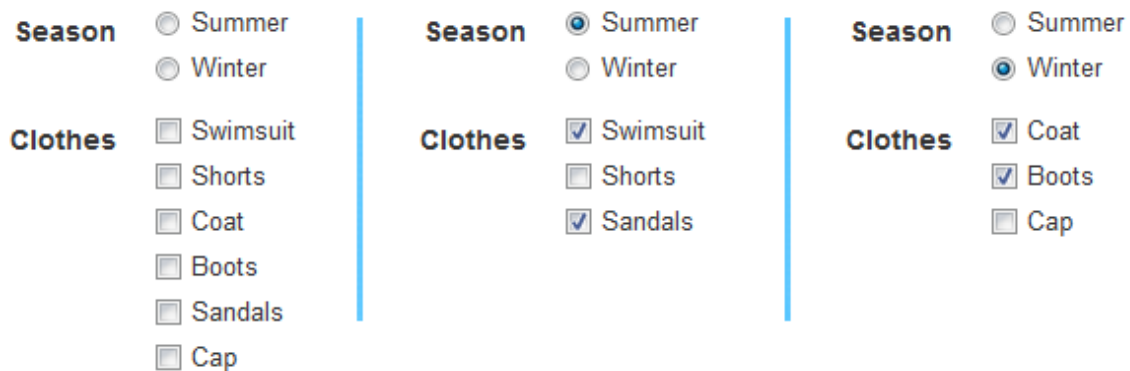 Season
Summer
Winter
Clothes
Swimsuit
Shorts
Coat
Boots
Sandals
Cap
Season
Summer
Winter
Clothes
Swimsuit
Shorts
Sandals
Season
Summer
Winter
Clothes
Coat
Boots
Cap